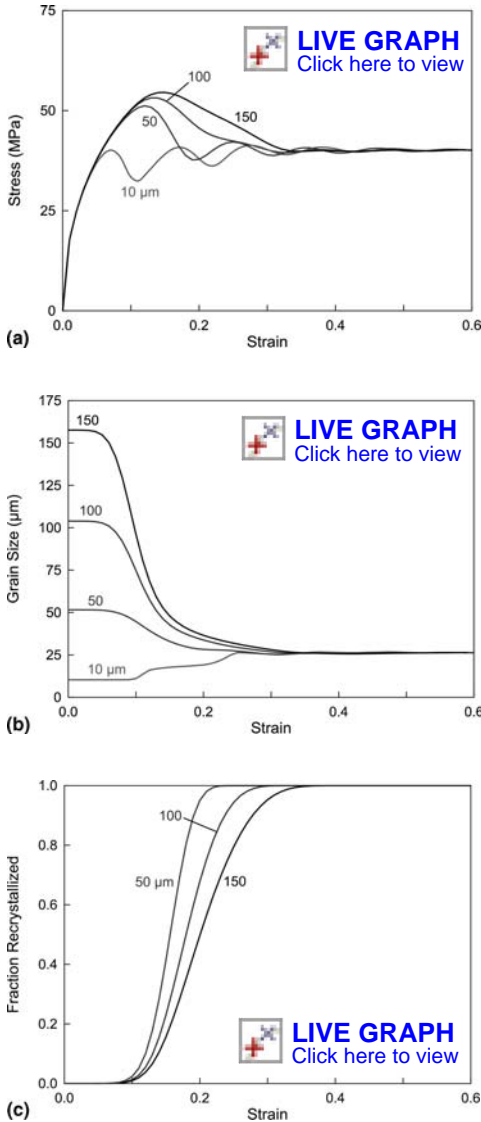 LIVE GRAPH
Click here to view
75
50
25
0
Stress (MPa)
100
150
50
10 μm
0.0
0.2
0.4
0.6
Strain
(a)
LIVE GRAPH
Click here to view
175
150
125
100
75
50
25
0
Grain Size (μm)
150
100
50
10 μm
0.0
0.2
0.4
0.6
Strain
(b)
1.0
0.8
0.6
0.4
0.2
0.0
Fraction Recrystallized
100
50 μm
150
LIVE GRAPH
Click here to view
0.0
0.2
0.4
0.6
Strain
(c)